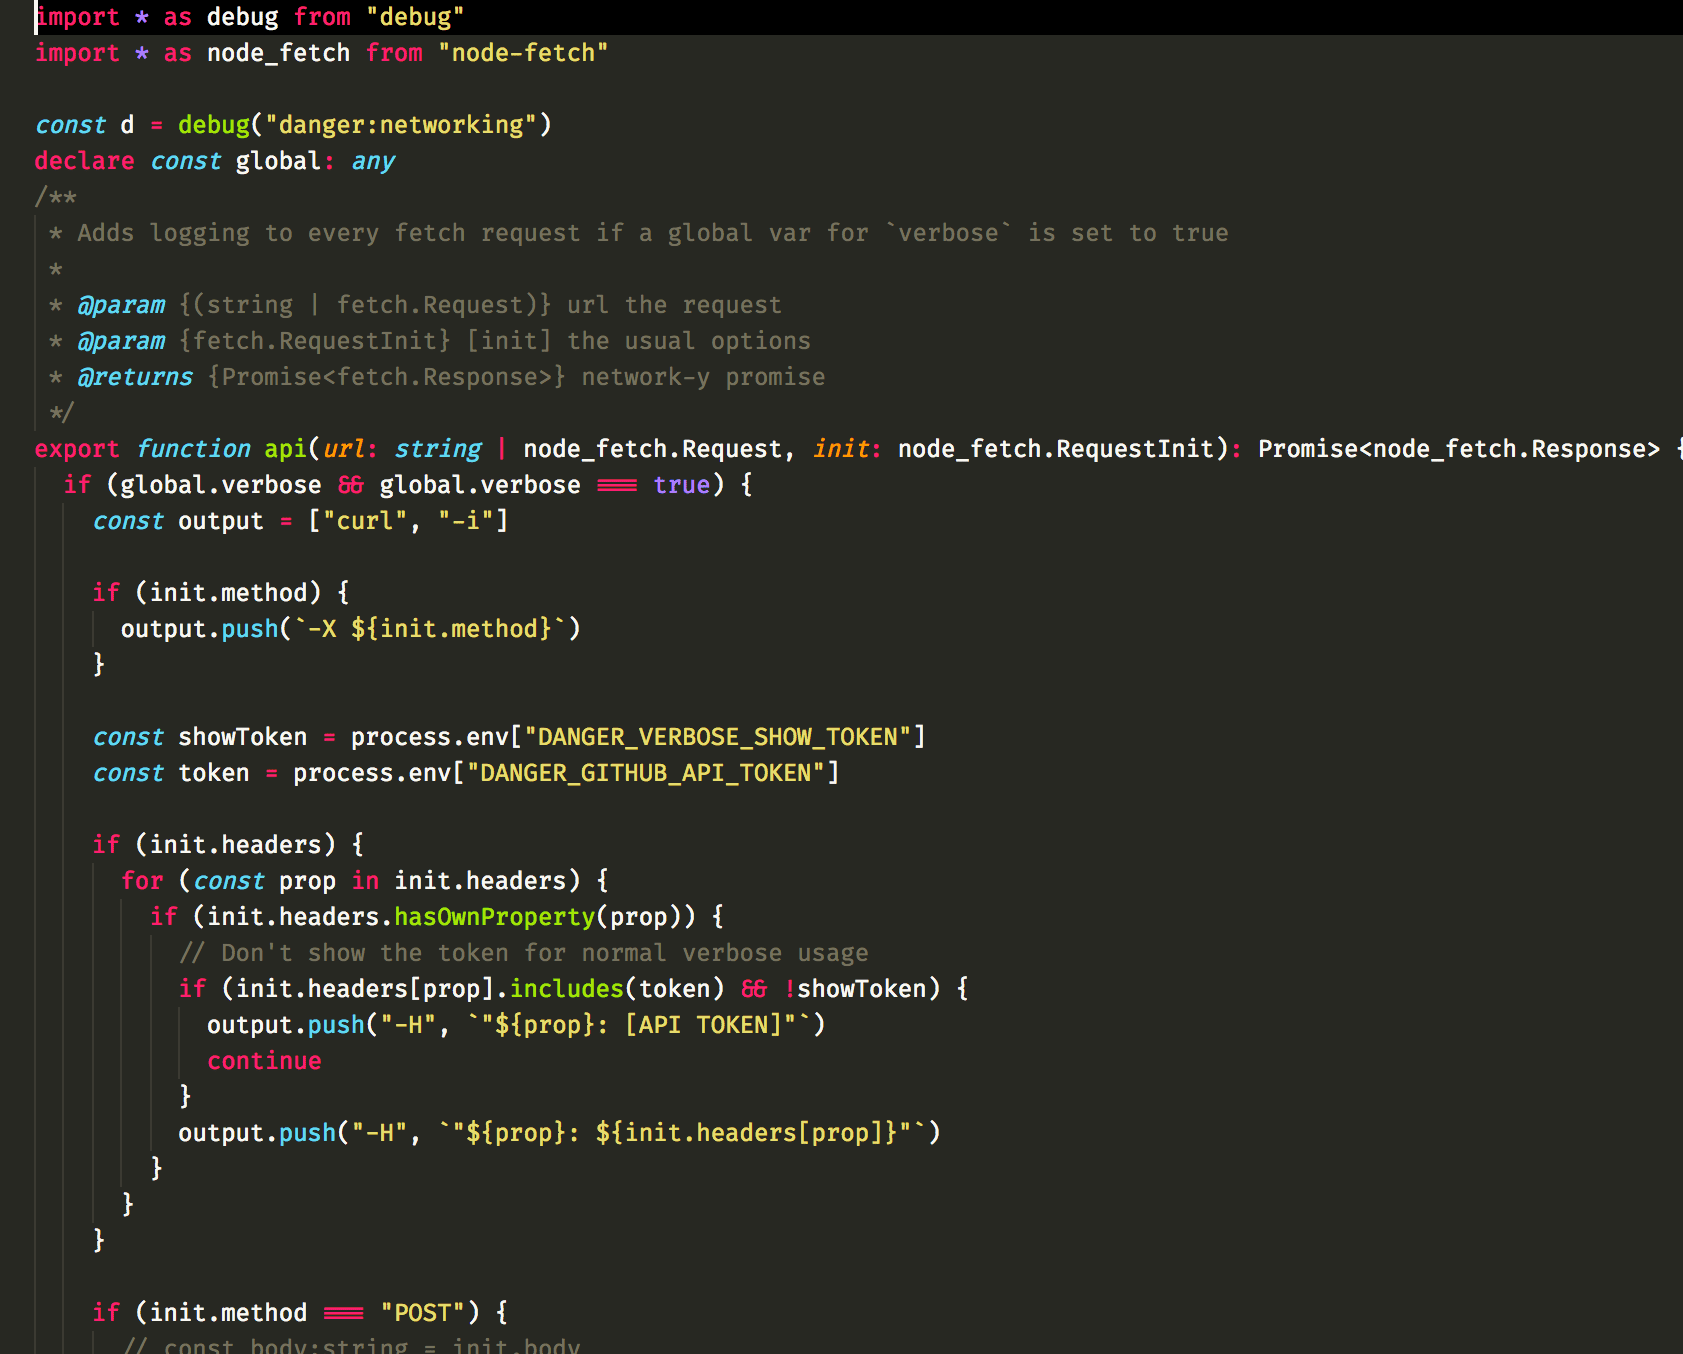 import * as debug from "debug"
import * as node_fetch from "node-fetch"
const d = debug("danger:networking")
declare const global: any
/**
* Adds logging to every fetch request if a global var for `verbose` is set to true
*
* @param {(string | fetch.Request)} url the request
* @param {fetch.RequestInit} [init] the usual options
* @returns {Promise<fetch.Response>} network-y promise
*/
export function api(url: string | node_fetch.Request, init: node_fetch.RequestInit): Promise<node_fetch.Response> {
if (global.verbose && global.verbose === true) {
const output = ["curl", "-i"]
if (init.method) {
output.push(`-X ${init.method}`)
}
const showToken = process.env["DANGER_VERBOSE_SHOW_TOKEN"]
const token = process.env["DANGER_GITHUB_API_TOKEN"]
if (init.headers) {
for (const prop in init.headers) {
if (init.headers.hasOwnProperty(prop)) {
// Don't show the token for normal verbose usage
if (init.headers[prop].includes(token) && !showToken) {
output.push("-H", `"${prop}: [API TOKEN]"`)
continue
}
output.push("-H", `"${prop}: ${init.headers[prop]}"`)
}
}
}
if (init.method === "POST") {
// const body:string = init.body